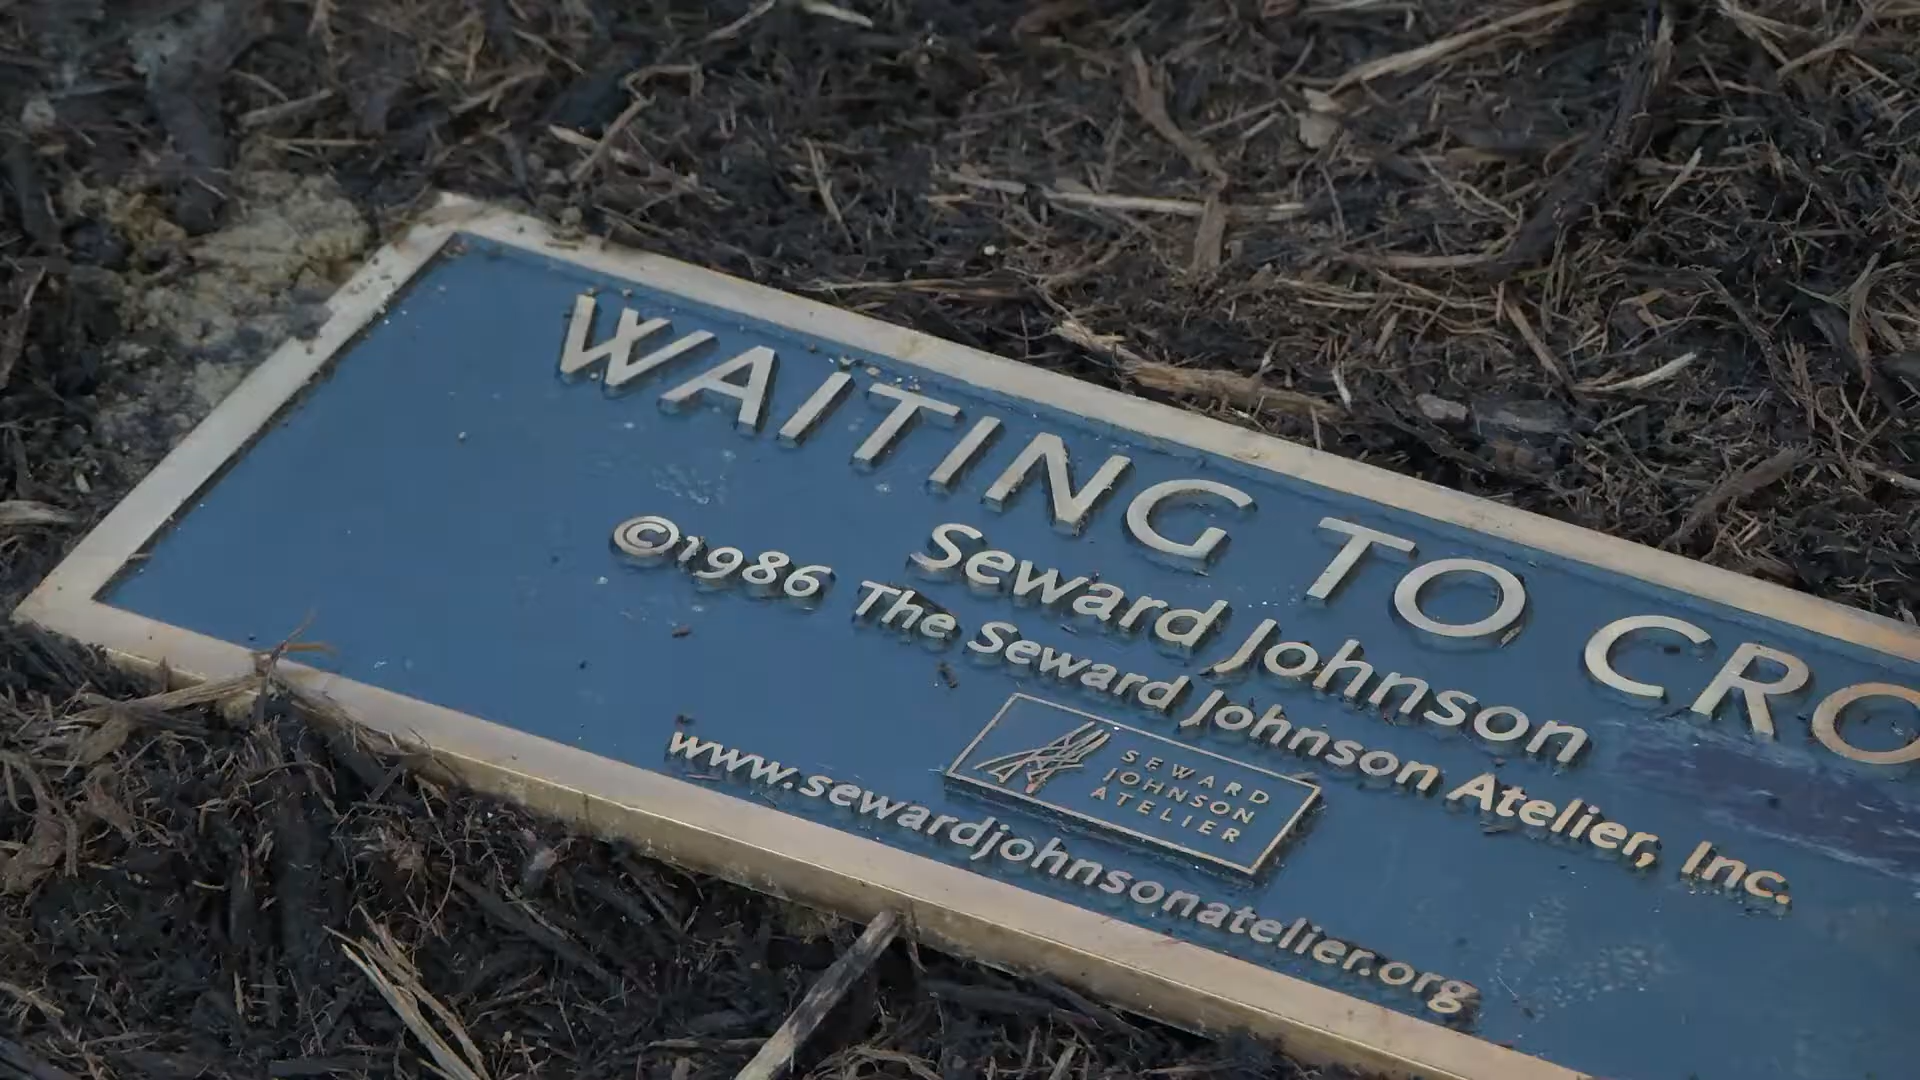 WAITING TO CRO
Seward Johnson
©1986 The Seward Johnson Atelier, Inc.
SEWARD
JOHNSON
ATELIER
www.sewardjohnsonatelier.org